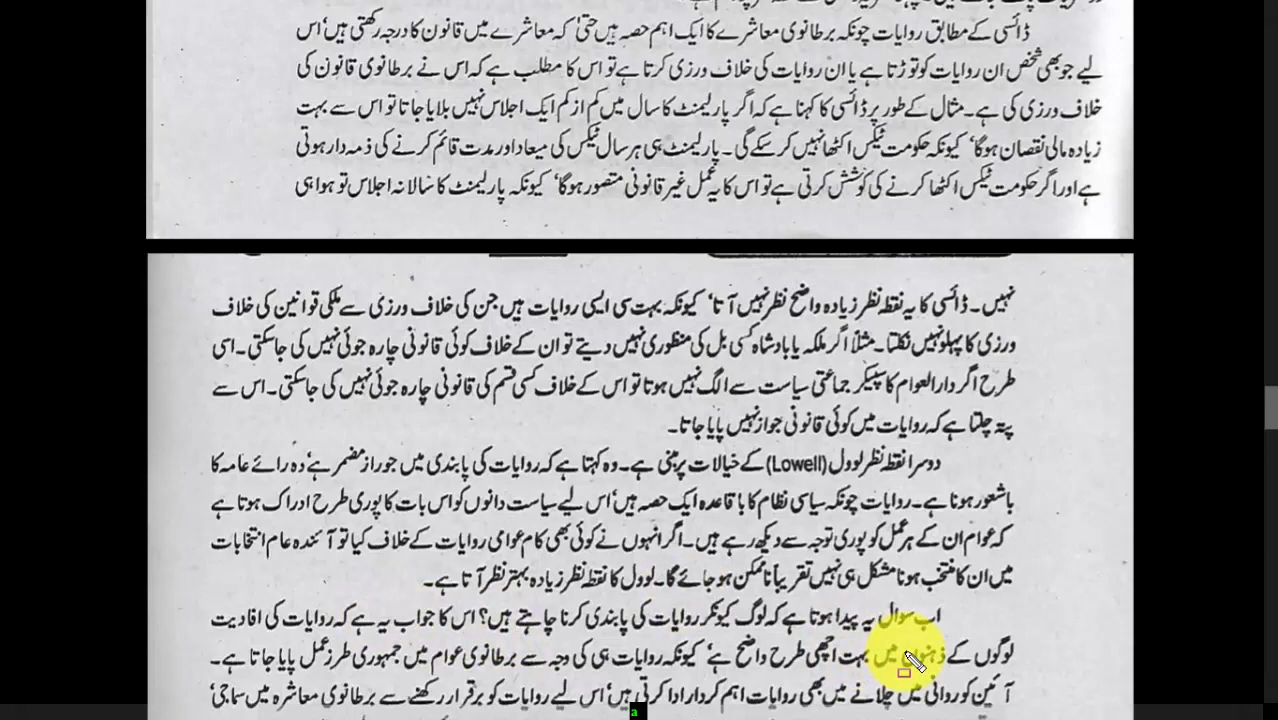 ڈائسی کے مطابق روایات چونکہ برطانوی معاشرے کا ایک اہم حصہ ہیں حتیٰ کہ معاشرے میں قانون کا درجہ رکھتی ہیں‘ اس
لیے جو بھی شخص ان روایات کو توڑتا ہے یا ان روایات کی خلاف ورزی کرتا ہے تو اس کا مطلب ہے کہ اس نے برطانوی قانون کی
خلاف ورزی کی ہے۔ مثال کے طور پر ڈائسی کا کہنا ہے کہ اگر پارلیمنٹ کا سال میں کم از کم ایک اجلاس نہیں بلایا جاتا تو اس سے بہت
زیادہ مالی نقصان ہوگا‘ کیونکہ حکومت ٹیکس اکٹھا نہیں کر سکے گی۔ پارلیمنٹ ہی ہر سال ٹیکس کی میعاد اور مدت قائم کرنے کی ذمہ دار ہوتی
ہے اور اگر حکومت ٹیکس اکٹھا کرنے کی کوشش کرتی ہے تو اس کا یہ عمل غیر قانونی متصور ہوگا‘ کیونکہ پارلیمنٹ کا سالانہ اجلاس تو ہوا ہی
نہیں۔ ڈائسی کا یہ نقطہ نظر زیادہ واضح نظر نہیں آتا‘ کیونکہ بہت سی ایسی روایات ہیں جن کی خلاف ورزی سے ملکی قوانین کی خلاف
ورزی کا پہلو نہیں نکلتا۔ مثلاً اگر ملکہ یا بادشاہ کسی بل کی منظوری نہیں دیتے تو ان کے خلاف کوئی قانونی چارہ جوئی نہیں کی جا سکتی۔ اسی
طرح اگر دارالعوام کا سپیکر جماعتی سیاست سے الگ نہیں ہوتا تو اس کے خلاف کسی قسم کی قانونی چارہ جوئی نہیں کی جا سکتی۔ اس سے
پتہ چلتا ہے کہ روایات میں کوئی قانونی جواز نہیں پایا جاتا۔
دوسرا نقطہ نظر لوول (Lowell) کے خیالات پر مبنی ہے۔ وہ کہتا ہے کہ روایات کی پابندی میں جو راز مضمر ہے‘ وہ رائے عامہ کا
باشعور ہونا ہے۔ روایات چونکہ سیاسی نظام کا باقاعدہ ایک حصہ ہیں‘ اس لیے سیاست دانوں کو اس بات کا پوری طرح ادراک ہوتا ہے
کہ عوام ان کے ہر عمل کو پوری توجہ سے دیکھ رہے ہیں۔ اگر انہوں نے کوئی بھی کام عوامی روایات کے خلاف کیا تو آئندہ عام انتخابات
میں ان کا منتخب ہونا مشکل ہی نہیں تقریباً ناممکن ہو جائے گا۔ لوول کا نقطہ نظر زیادہ بہتر نظر آتا ہے۔
اب سوال یہ پیدا ہوتا ہے کہ لوگ کیونکر روایات کی پابندی کرنا چاہتے ہیں؟ اس کا جواب یہ ہے کہ روایات کی افادیت
لوگوں کے ذہنوں میں بہت اچھی طرح واضح ہے‘ کیونکہ روایات ہی کی وجہ سے برطانوی عوام میں جمہوری طرز عمل پایا جاتا ہے۔
آئین کو روانی میں چلانے میں بھی روایات اہم کردار ادا کرتی ہیں‘ اس لیے روایات کو برقرار رکھنے سے برطانوی معاشرہ میں سماجی‘
a